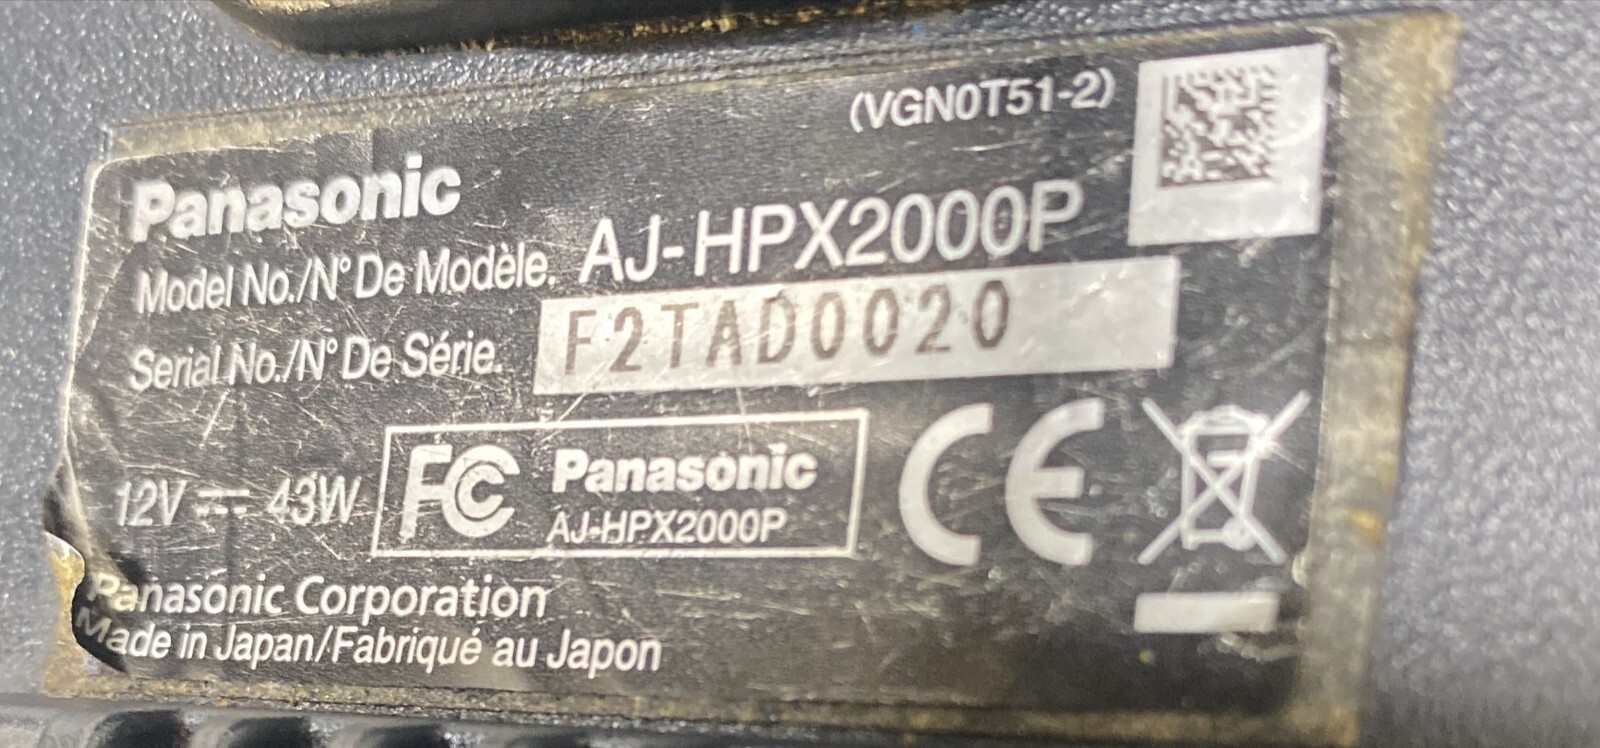 (VGN0T51-2)
Panasonic
Model No./N° De Modèle. AJ-HPX2000P
Serial No./N° De Série. F2TAD0020
12V ⎓ 43W FC Panasonic
AJ-HPX2000P
CE
Panasonic Corporation
Made in Japan/Fabriqué au Japon